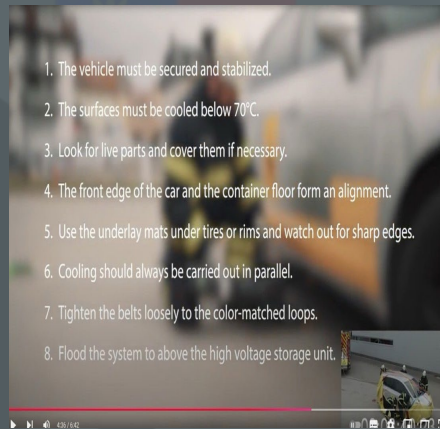 1. The vehicle must be secured and stabilized.
2. The surfaces must be cooled below 70°C.
3. Look for live parts and cover them if necessary.
4. The front edge of the car and the container floor form an alignment.
5. Use the underlay mats under tires or rims and watch out for sharp edges.
6. Cooling should always be carried out in parallel.
7. Tighten the belts loosely to the color-matched loops.
8. Flood the system to above the high voltage storage unit.
4:36 / 6:42